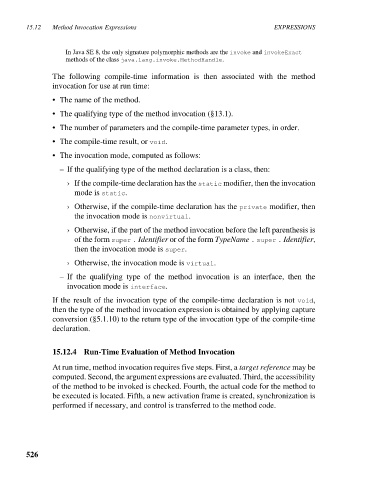 15.12 Method Invocation Expressions EXPRESSIONS
In Java SE 8, the only signature polymorphic methods are the invoke and invokeExact
methods of the class java.lang.invoke.MethodHandle.
The following compile-time information is then associated with the method
invocation for use at run time:
• The name of the method.
• The qualifying type of the method invocation (§13.1).
• The number of parameters and the compile-time parameter types, in order.
• The compile-time result, or void.
• The invocation mode, computed as follows:
– If the qualifying type of the method declaration is a class, then:
› If the compile-time declaration has the static modifier, then the invocation
mode is static.
› Otherwise, if the compile-time declaration has the private modifier, then
the invocation mode is nonvirtual.
› Otherwise, if the part of the method invocation before the left parenthesis is
of the form super . Identifier or of the form TypeName . super . Identifier,
then the invocation mode is super.
› Otherwise, the invocation mode is virtual.
– If the qualifying type of the method invocation is an interface, then the
invocation mode is interface.
If the result of the invocation type of the compile-time declaration is not void,
then the type of the method invocation expression is obtained by applying capture
conversion (§5.1.10) to the return type of the invocation type of the compile-time
declaration.
15.12.4 Run-Time Evaluation of Method Invocation
At run time, method invocation requires five steps. First, a target reference may be
computed. Second, the argument expressions are evaluated. Third, the accessibility
of the method to be invoked is checked. Fourth, the actual code for the method to
be executed is located. Fifth, a new activation frame is created, synchronization is
performed if necessary, and control is transferred to the method code.
526